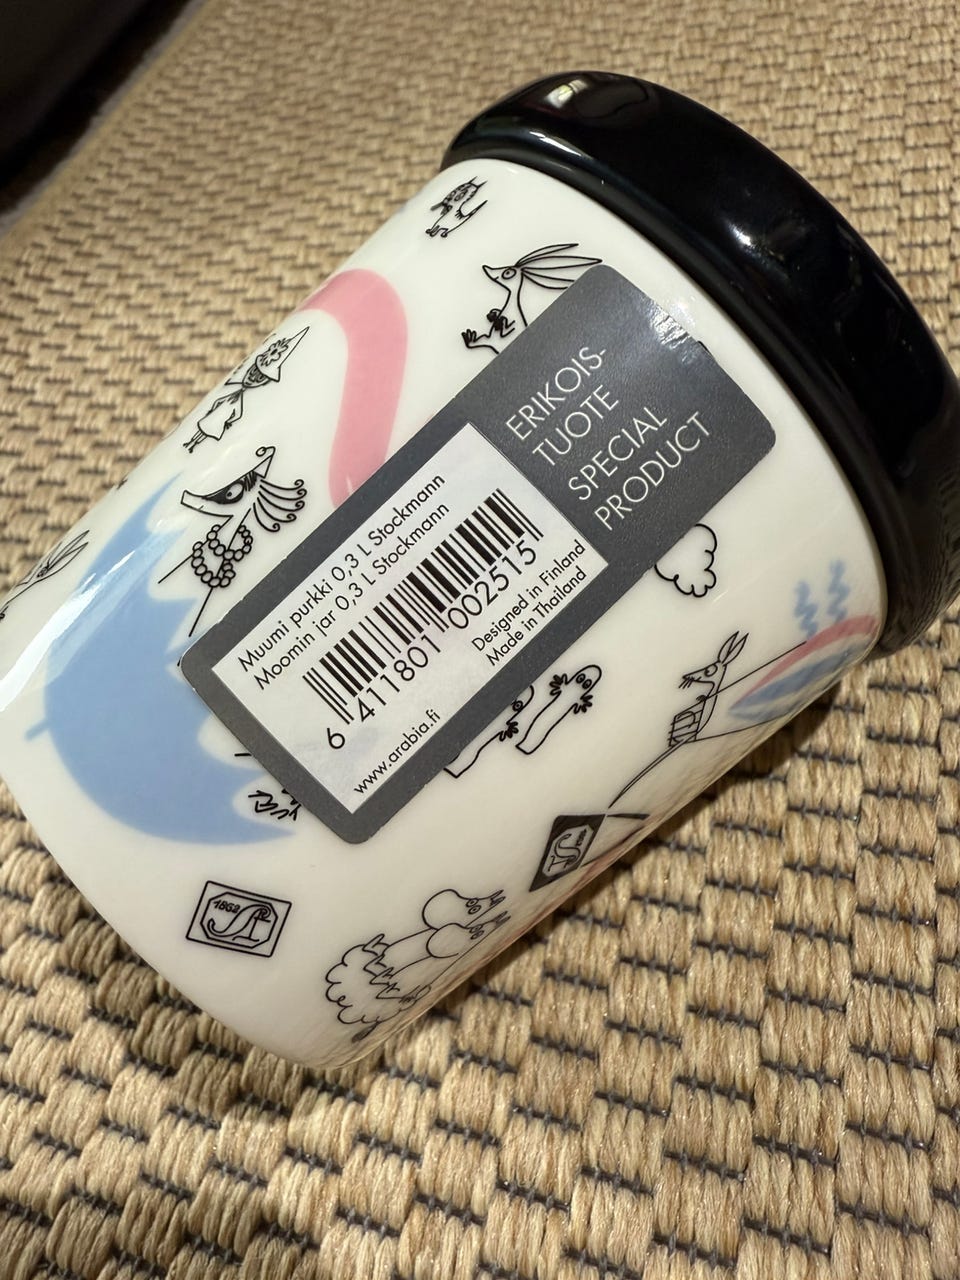 ERIKOIS-
TUOTE
SPECIAL
PRODUCT
Muumi purkki 0,3 L Stockmann
Moomin jar 0,3 L Stockmann
6 411801 002515
Designed in Finland
Made in Thailand
www.arabia.fi
1862